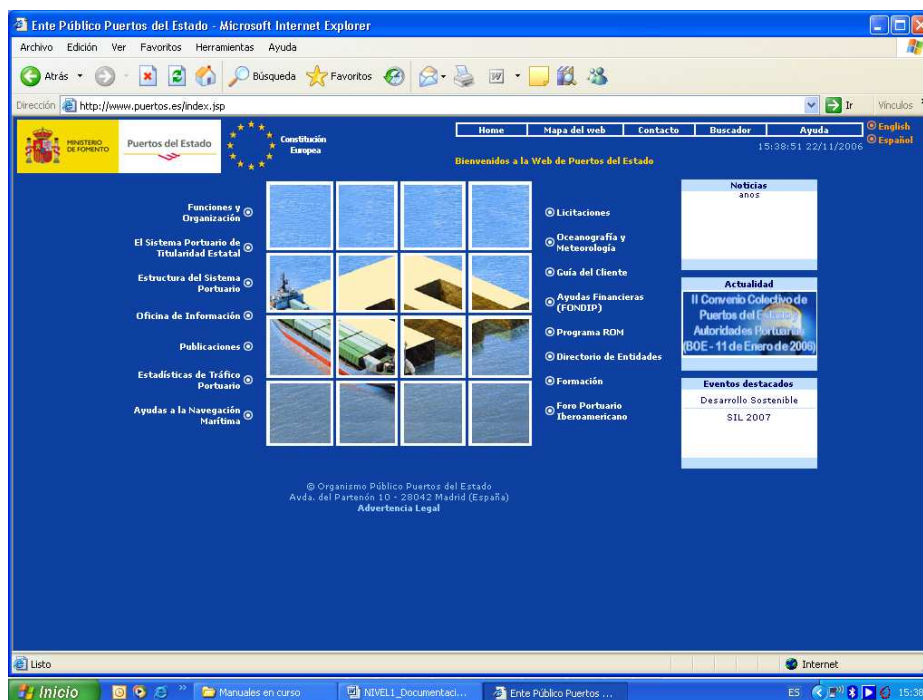 Ente Público Puertos del Estado - Microsoft Internet Explorer
Archivo Edición Ver Favoritos Herramientas Ayuda
Atrás Búsqueda Favoritos
Dirección http://www.puertos.es/index.jsp Ir Vínculos
MINISTERIO DE FOMENTO
Puertos del Estado
Constitución Europea
Home Mapa del web Contacto Buscador Ayuda
English
Español
15:38:51 22/11/2006
Bienvenidos a la Web de Puertos del Estado
Funciones y
Organización
El Sistema Portuario de
Titularidad Estatal
Estructura del Sistema
Portuario
Oficina de Información
Publicaciones
Estadísticas de Tráfico
Portuario
Ayudas a la Navegación
Marítima
Licitaciones
Oceanografía y
Meteorología
Guía del Cliente
Ayudas Financieras
(FONDIP)
Programa ROM
Directorio de Entidades
Formación
Foro Portuario
Iberoamericano
Noticias
anos
Actualidad
II Convenio Colectivo de
Puertos del Estado y
Autoridades Portuarias
(BOE - 11 de Enero de 2006)
Eventos destacados
Desarrollo Sostenible
SIL 2007
© Organismo Público Puertos del Estado
Avda. del Partenón 10 - 28042 Madrid (España)
Advertencia Legal
Listo Internet
Inicio Manuales en curso NIVEL1_Documentaci... Ente Público Puertos ... ES